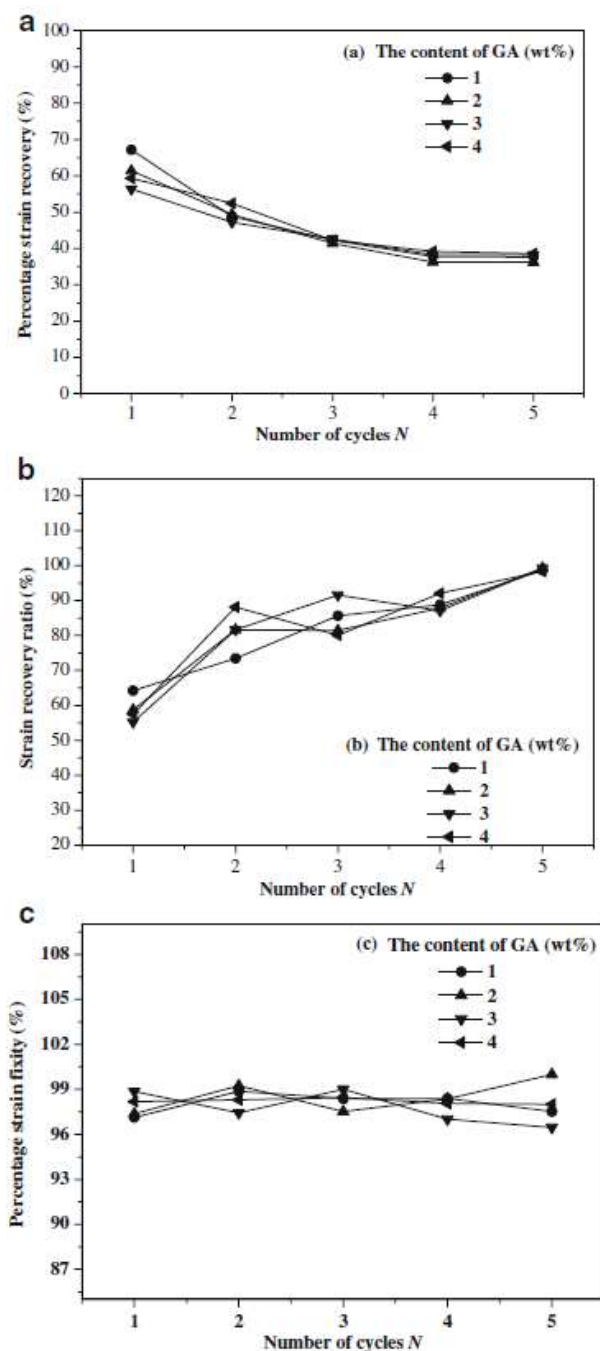 a
(a) The content of GA (wt%)
1
2
3
4
Percentage strain recovery (%)
100
90
80
70
60
50
40
30
20
10
0
1 2 3 4 5
Number of cycles N
b
Strain recovery ratio (%)
120
110
100
90
80
70
60
50
40
30
20
(b) The content of GA (wt%)
1
2
3
4
1 2 3 4 5
Number of cycles N
c
(c) The content of GA (wt%)
1
2
3
4
Percentage strain fixity (%)
108
105
102
99
96
93
90
87
1 2 3 4 5
Number of cycles N